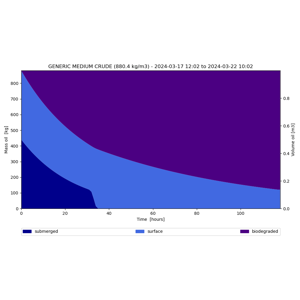 GENERIC MEDIUM CRUDE (880.4 kg/m3) - 2024-03-17 12:02 to 2024-03-22 10:02
Mass oil [kg]
800
700
600
500
400
300
200
100
0
0 20 40 60 80 100
Time [hours]
0.8
0.6
0.4
0.2
0.0
Volume oil [m3]
submerged surface biodegraded